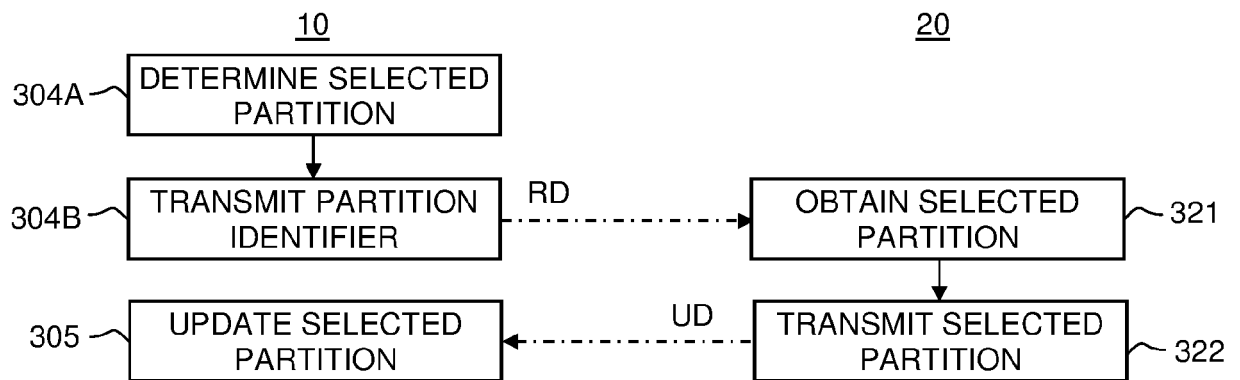 10
20
304A
DETERMINE SELECTED
PARTITION
304B
TRANSMIT PARTITION
IDENTIFIER
RD
OBTAIN SELECTED
PARTITION
321
305
UPDATE SELECTED
PARTITION
UD
TRANSMIT SELECTED
PARTITION
322